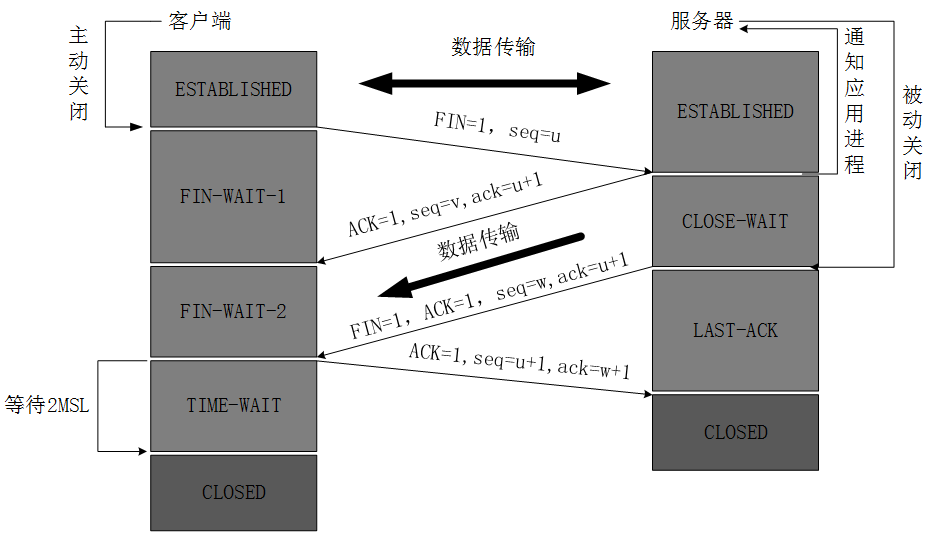 客户端
服务器
主动关闭
数据传输
通知应用进程
被动关闭
ESTABLISHED
ESTABLISHED
FIN=1, seq=u
FIN-WAIT-1
ACK=1,seq=v,ack=u+1
CLOSE-WAIT
数据传输
FIN-WAIT-2
FIN=1, ACK=1, seq=w,ack=u+1
LAST-ACK
ACK=1,seq=u+1,ack=w+1
等待2MSL
TIME-WAIT
CLOSED
CLOSED